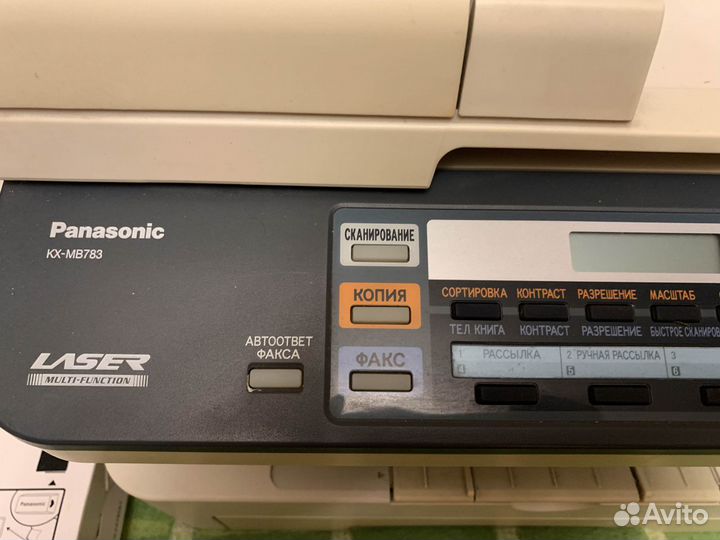 Panasonic
KX-MB783
СКАНИРОВАНИЕ
КОПИЯ
СОРТИРОВКА КОНТРАСТ РАЗРЕШЕНИЕ МАСШТАБ
ТЕЛ КНИГА КОНТРАСТ РАЗРЕШЕНИЕ БЫСТРОЕ
АВТООТВЕТ
ФАКСА
ФАКС
1 РАССЫЛКА 2 РУЧНАЯ РАССЫЛКА 3
4 5 6
LASER
MULTI-FUNCTION
Panasonic
Avito